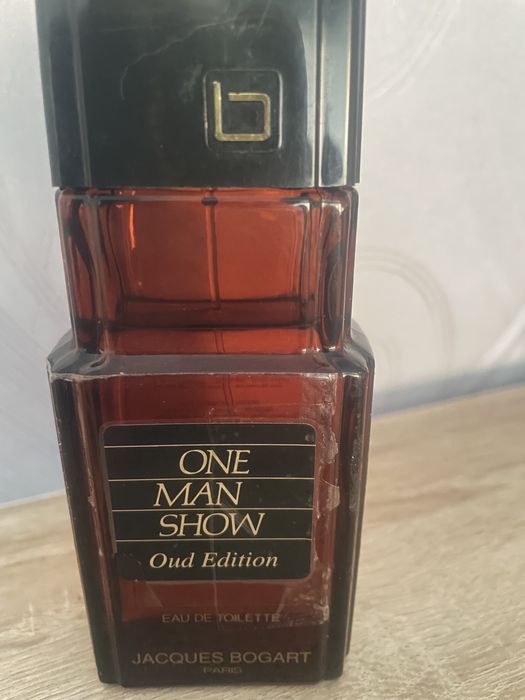 b
ONE
MAN
SHOW
Oud Edition
EAU DE TOILETTE
JACQUES BOGART
PARIS